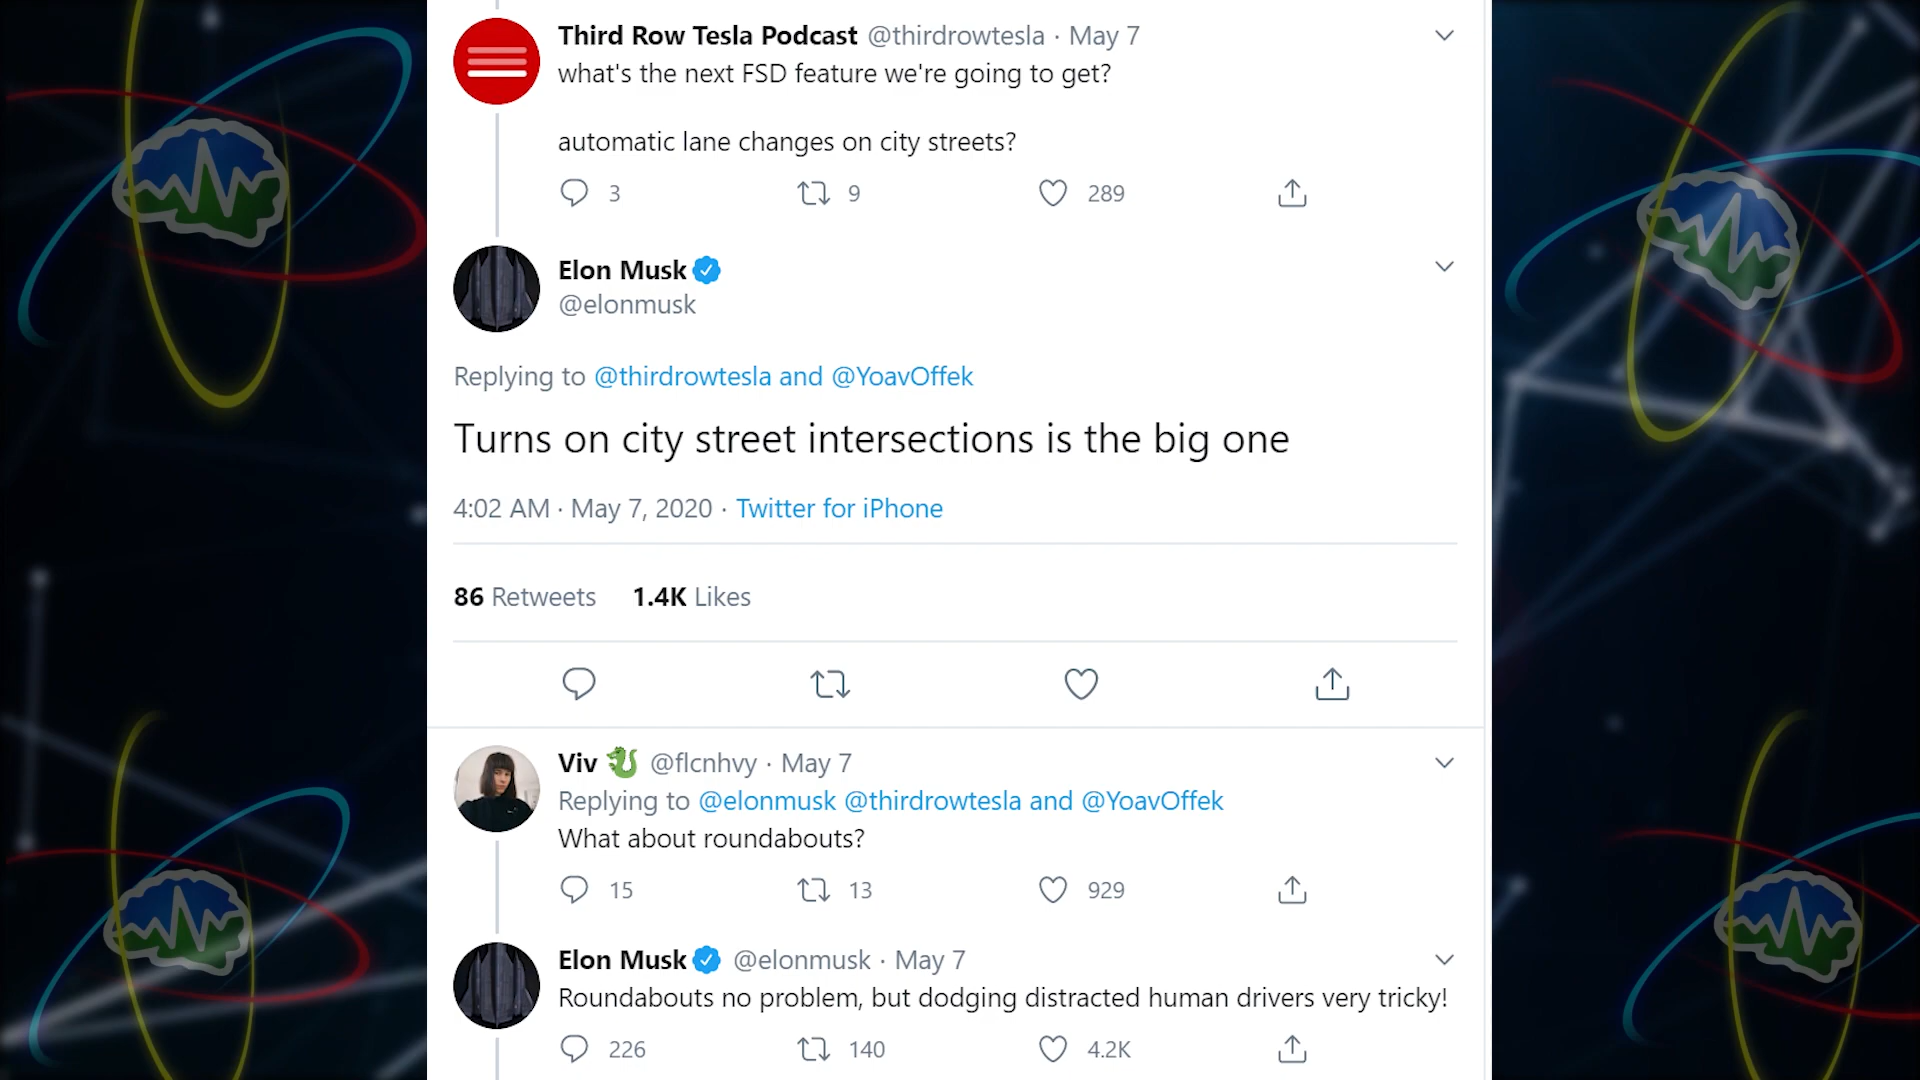 Third Row Tesla Podcast @thirdrowtesla · May 7
what's the next FSD feature we're going to get?
automatic lane changes on city streets?
3 9 289
Elon Musk
@elonmusk
Replying to @thirdrowtesla and @YoavOffek
Turns on city street intersections is the big one
4:02 AM · May 7, 2020 · Twitter for iPhone
86 Retweets 1.4K Likes
Viv 🐉 @flcnhvy · May 7
Replying to @elonmusk @thirdrowtesla and @YoavOffek
What about roundabouts?
15 13 929
Elon Musk @elonmusk · May 7
Roundabouts no problem, but dodging distracted human drivers very tricky!
226 140 4.2K